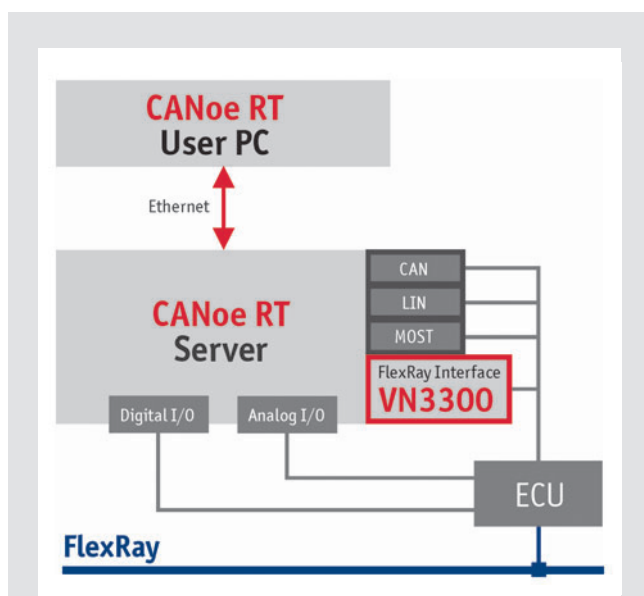 CANoe RT
User PC
Ethernet
CANoe RT
Server
CAN
LIN
MOST
FlexRay Interface
VN3300
Digital I/O
Analog I/O
ECU
FlexRay